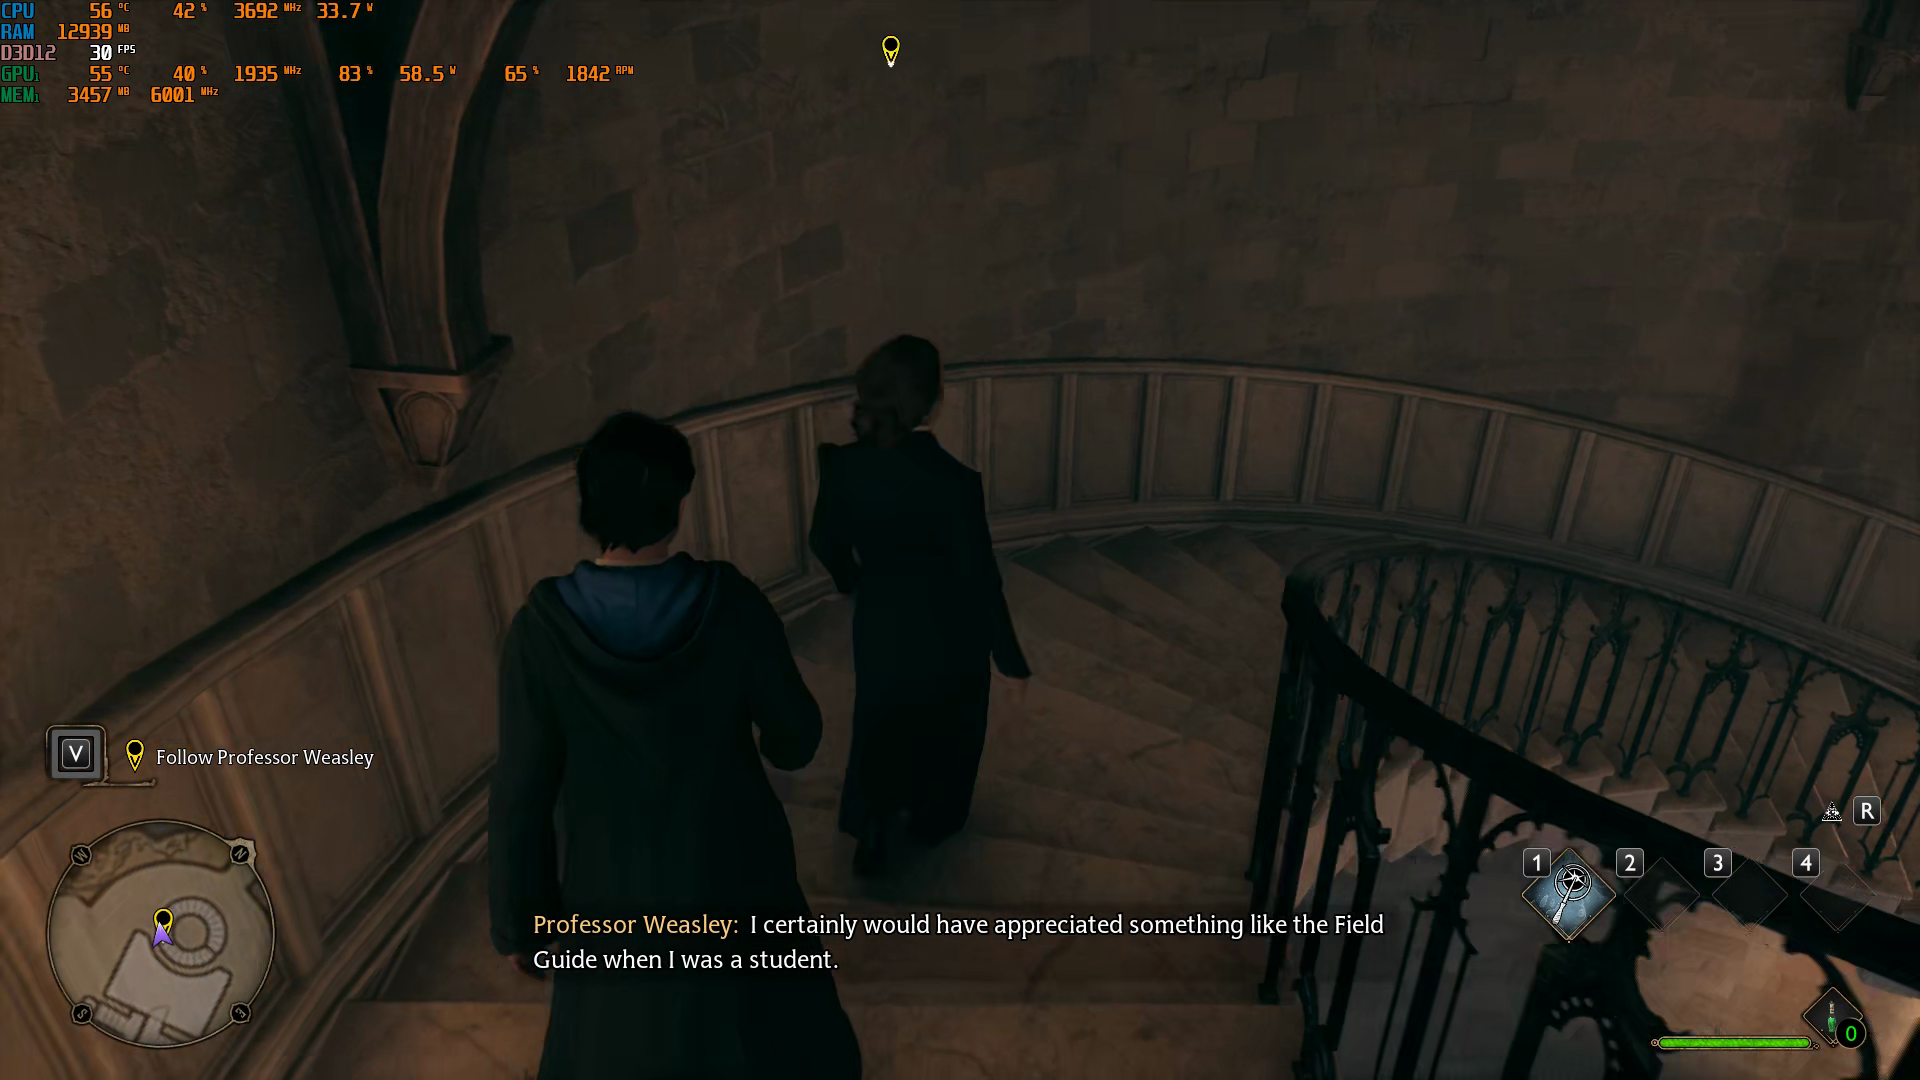 CPU 56 °C 42 % 3692 MHz 33.7 W
RAM 12939 MB
D3D12 30 FPS
GPU1 55 °C 40 % 1935 MHz 83 % 58.5 W 65 % 1842 RPM
MEM1 3457 MB 6001 MHz
V Follow Professor Weasley
R
1 2 3 4
W N
S E
Professor Weasley: I certainly would have appreciated something like the Field
Guide when I was a student.
0